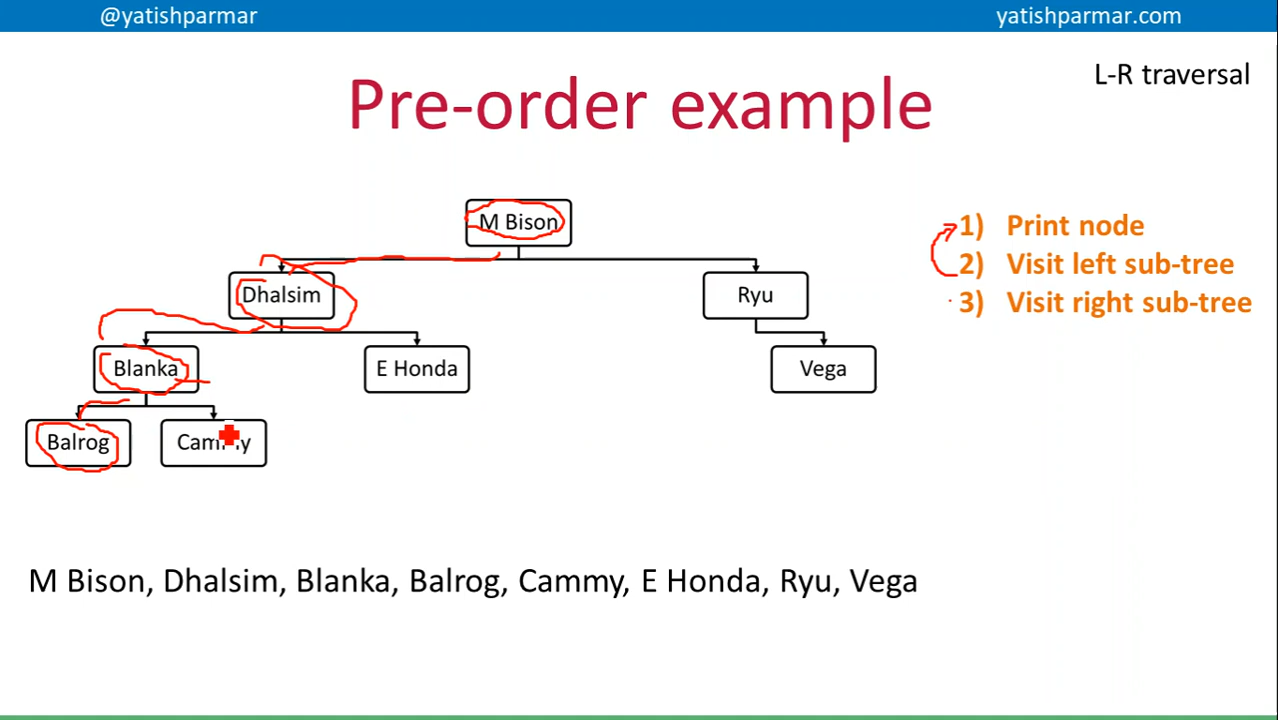 @yatishparmar
yatishparmar.com
L-R traversal
Pre-order example
M Bison
1) Print node
2) Visit left sub-tree
3) Visit right sub-tree
Dhalsim
Ryu
Blanka
E Honda
Vega
Balrog
M Bison, Dhalsim, Blanka, Balrog, Cammy, E Honda, Ryu, Vega